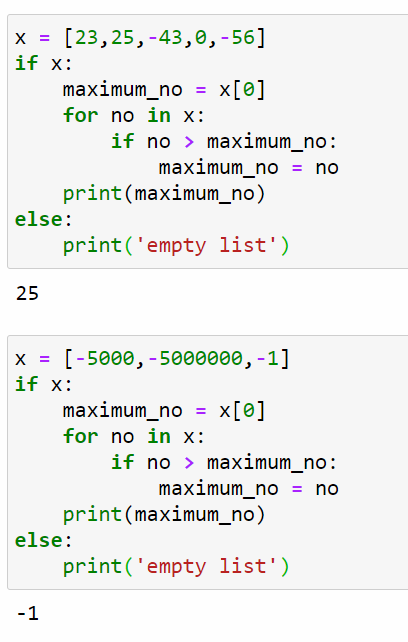 x = [23,25,-43,0,-56]
if x:
    maximum_no = x[0]
    for no in x:
        if no > maximum_no:
            maximum_no = no
    print(maximum_no)
else:
    print('empty list')
25
x = [-5000,-5000000,-1]
if x:
    maximum_no = x[0]
    for no in x:
        if no > maximum_no:
            maximum_no = no
    print(maximum_no)
else:
    print('empty list')
-1